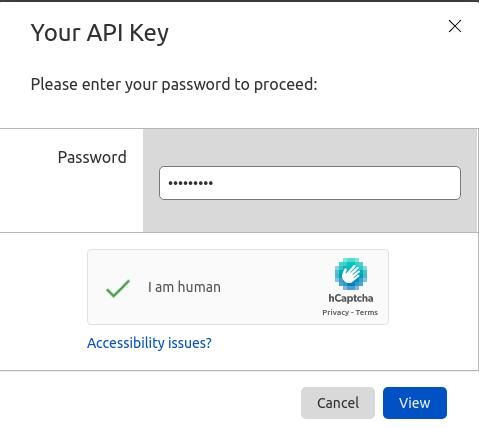 Your API Key
Please enter your password to proceed:
Password
•••••••••
I am human
hCaptcha
Privacy - Terms
Accessibility issues?
Cancel
View